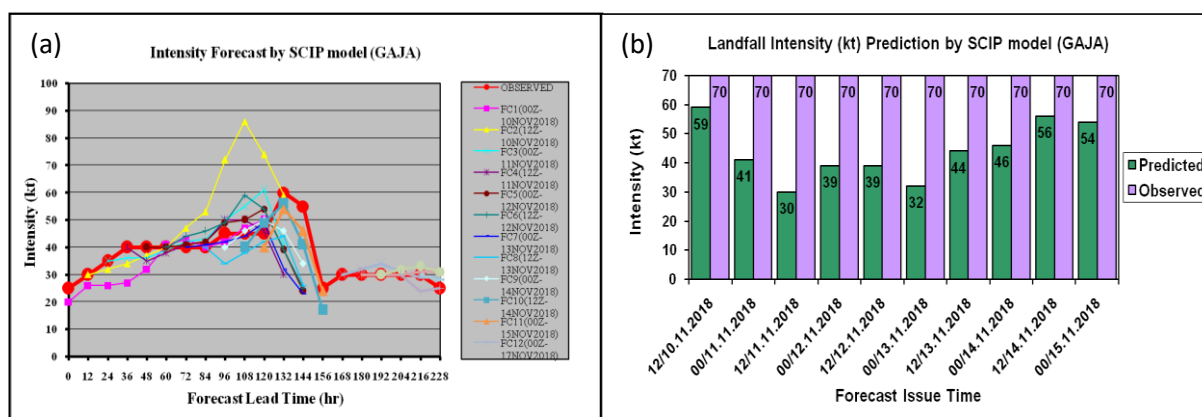 (a)
Intensity Forecast by SCIP model (GAJA)
Intensity (kt)
100
90
80
70
60
50
40
30
20
10
0
0 12 24 36 48 60 72 84 96 108 120 132 144 156 168 180 192 204 216 228
Forecast Lead Time (hr)
OBSERVED
FC1(00Z-
10NOV2018)
FC2(12Z-
10NOV2018)
FC3(00Z-
11NOV2018)
FC4(12Z-
11NOV2018)
FC5(00Z-
12NOV2018)
FC6(12Z-
12NOV2018)
FC7(00Z-
13NOV2018)
FC8(12Z-
13NOV2018)
FC9(00Z-
14NOV2018)
FC10(12Z-
14NOV2018)
FC11(00Z-
15NOV2018)
FC12(00Z-
17NOV2018)
(b)
Landfall Intensity (kt) Prediction by SCIP model (GAJA)
Intensity (kt)
70
60
50
40
30
20
10
0
59 70 41 70 30 70 39 70 39 70 32 70 44 70 46 70 56 70 54 70
12/10.11.2018
00/11.11.2018
12/11.11.2018
00/12.11.2018
12/12.11.2018
00/13.11.2018
12/13.11.2018
00/14.11.2018
12/14.11.2018
00/15.11.2018
Forecast Issue Time
Predicted
Observed